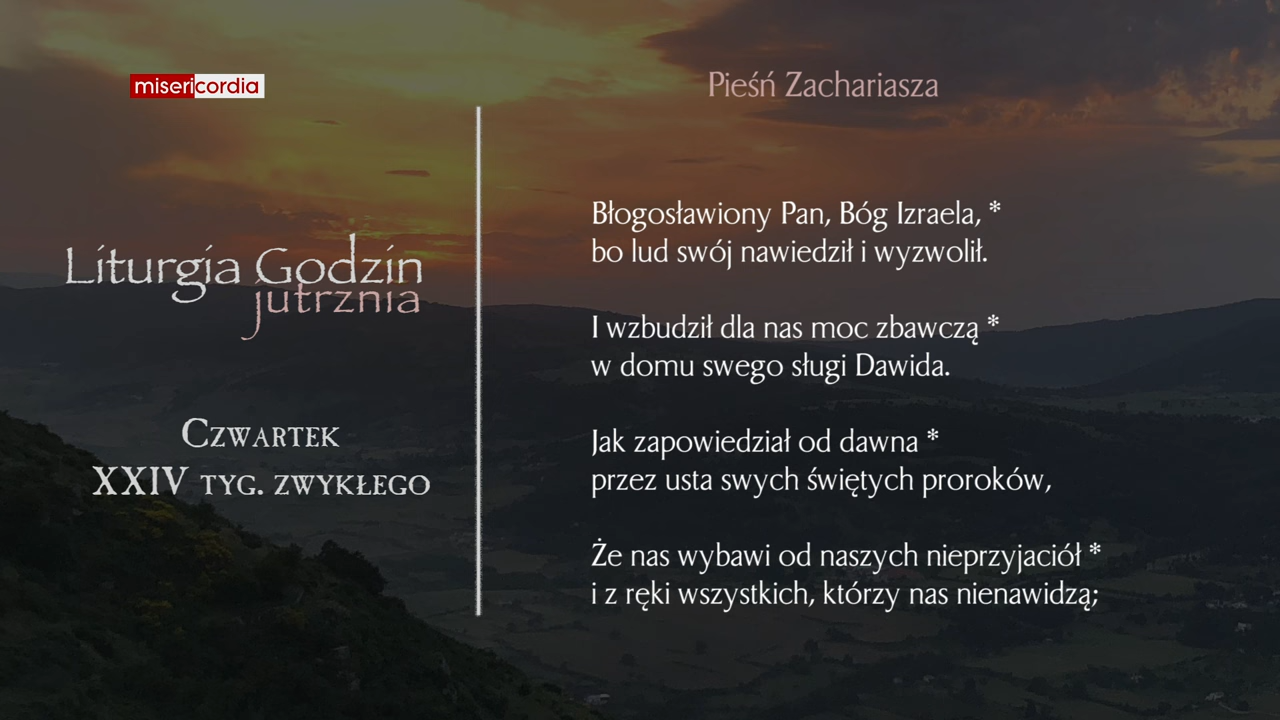 misericordia
Liturgia Godzin
jutrznia
Czwartek
XXIV tyg. zwykłego
Pieśń Zachariasza
Błogosławiony Pan, Bóg Izraela, *
bo lud swój nawiedził i wyzwolił.
I wzbudził dla nas moc zbawczą *
w domu swego sługi Dawida.
Jak zapowiedział od dawna *
przez usta swych świętych proroków,
Że nas wybawi od naszych nieprzyjaciół *
i z ręki wszystkich, którzy nas nienawidzą;